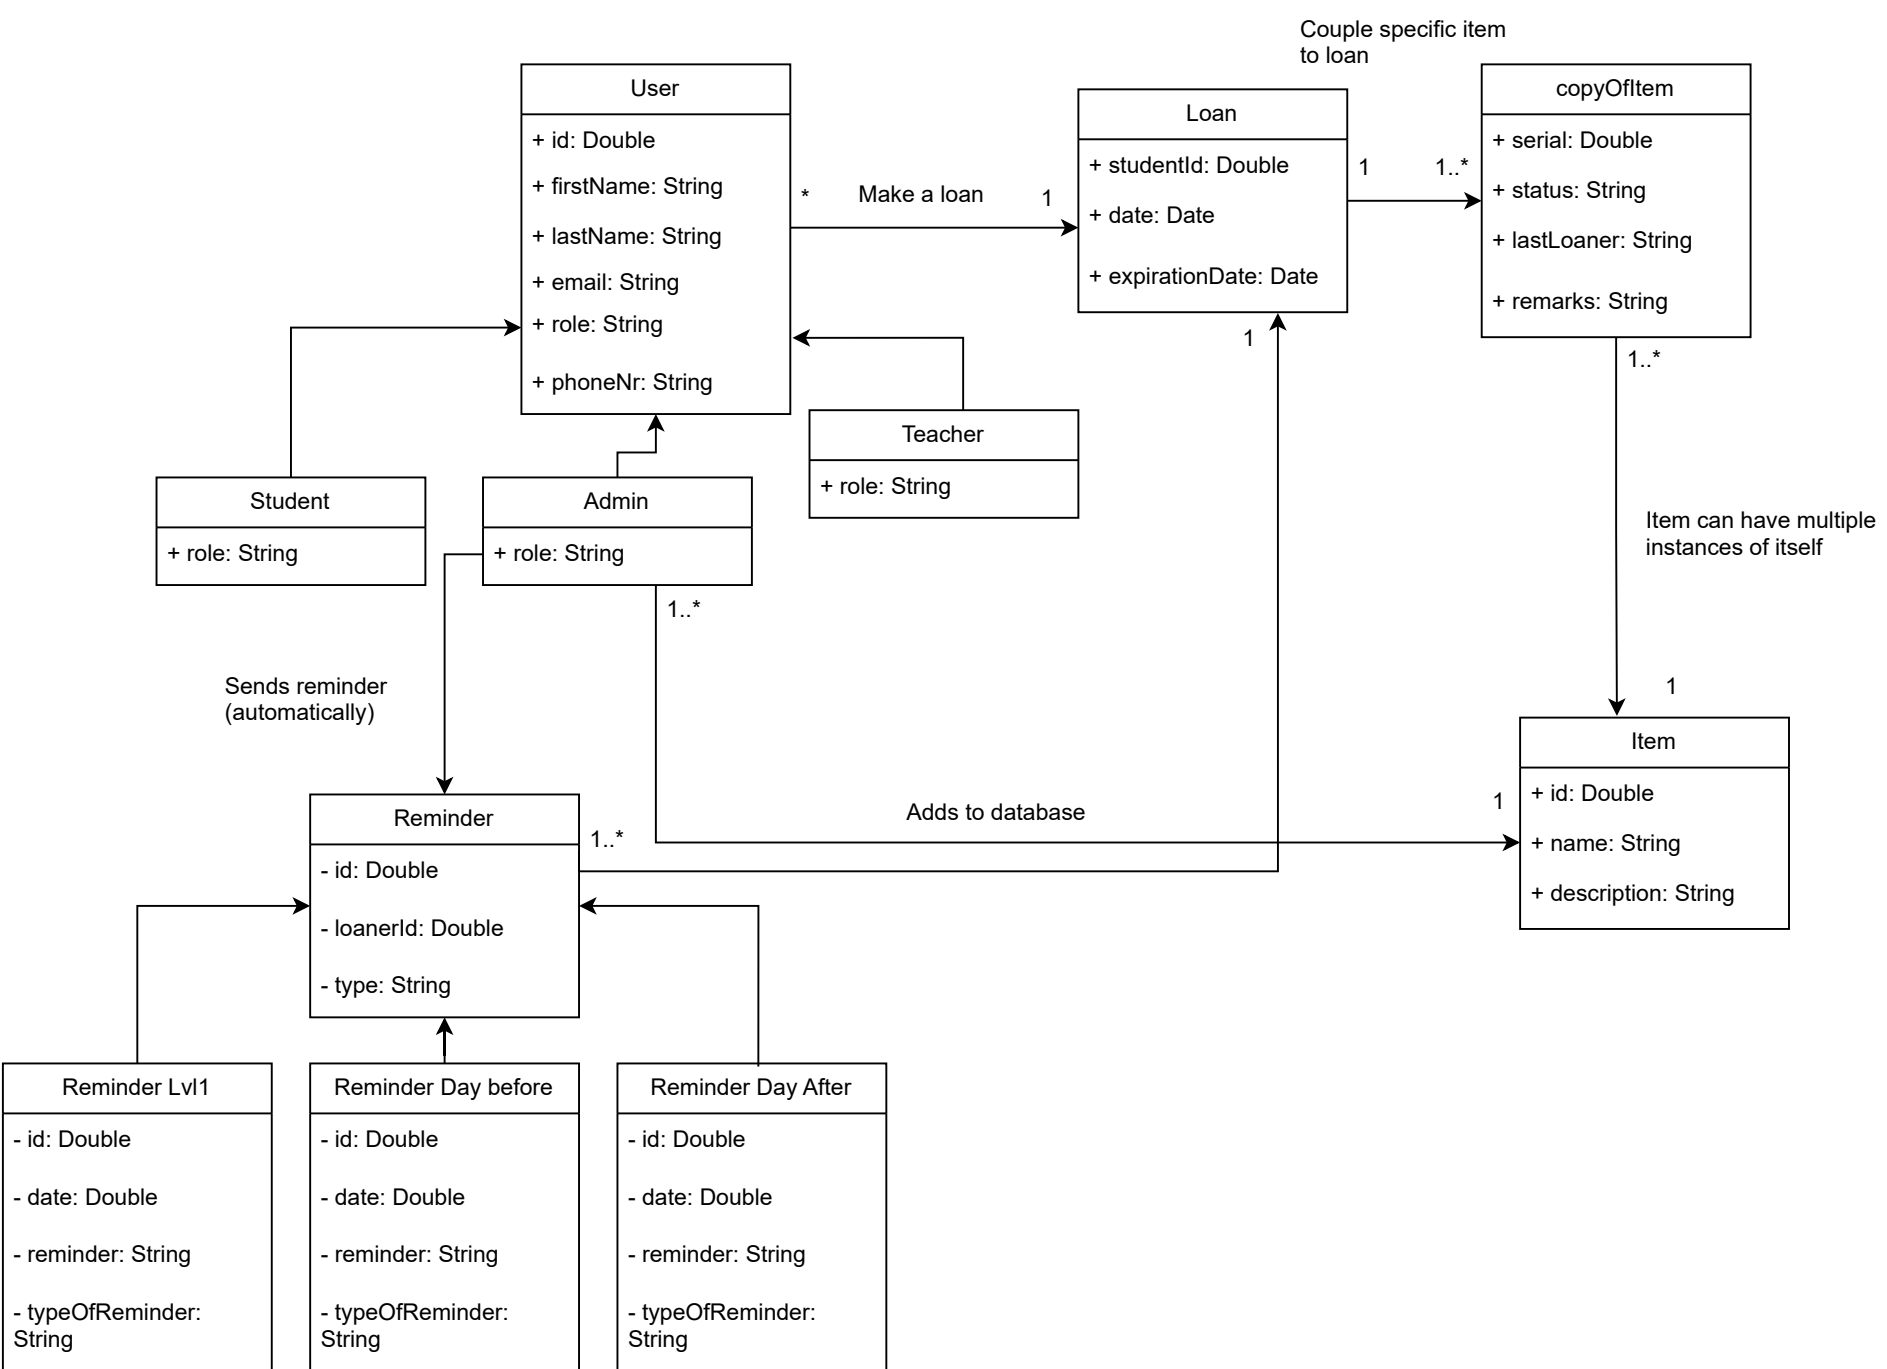 Couple specific item
to loan
User
+ id: Double
+ firstName: String
+ lastName: String
+ email: String
+ role: String
+ phoneNr: String
*
Make a loan
1
Loan
+ studentId: Double
+ date: Date
+ expirationDate: Date
1
1..*
copyOfItem
+ serial: Double
+ status: String
+ lastLoaner: String
+ remarks: String
1
1..*
Teacher
+ role: String
Student
+ role: String
Admin
+ role: String
1..*
Item can have multiple
instances of itself
Sends reminder
(automatically)
1
Item
+ id: Double
+ name: String
+ description: String
1
Adds to database
Reminder
- id: Double
- loanerId: Double
- type: String
1..*
Reminder Lvl1
- id: Double
- date: Double
- reminder: String
- typeOfReminder:
String
Reminder Day before
- id: Double
- date: Double
- reminder: String
- typeOfReminder:
String
Reminder Day After
- id: Double
- date: Double
- reminder: String
- typeOfReminder:
String